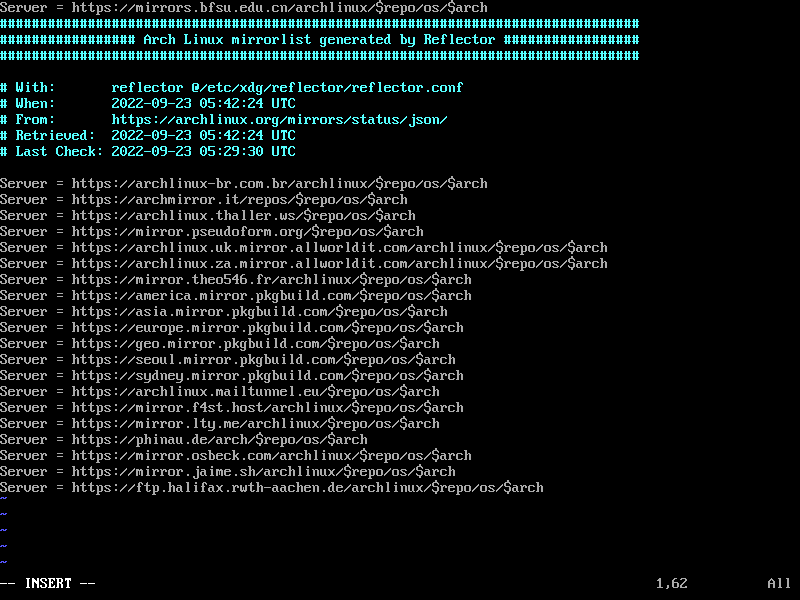 Server = https://mirrors.bfsu.edu.cn/archlinux/$repo/os/$arch
################################################################################
################# Arch Linux mirrorlist generated by Reflector #################
################################################################################
# With:       reflector @/etc/xdg/reflector/reflector.conf
# When:       2022-09-23 05:42:24 UTC
# From:       https://archlinux.org/mirrors/status/json/
# Retrieved:  2022-09-23 05:42:24 UTC
# Last Check: 2022-09-23 05:29:30 UTC
Server = https://archlinux-br.com.br/archlinux/$repo/os/$arch
Server = https://archmirror.it/repos/$repo/os/$arch
Server = https://archlinux.thaller.ws/$repo/os/$arch
Server = https://mirror.pseudoform.org/$repo/os/$arch
Server = https://archlinux.uk.mirror.allworldit.com/archlinux/$repo/os/$arch
Server = https://archlinux.za.mirror.allworldit.com/archlinux/$repo/os/$arch
Server = https://mirror.theo546.fr/archlinux/$repo/os/$arch
Server = https://america.mirror.pkgbuild.com/$repo/os/$arch
Server = https://asia.mirror.pkgbuild.com/$repo/os/$arch
Server = https://europe.mirror.pkgbuild.com/$repo/os/$arch
Server = https://geo.mirror.pkgbuild.com/$repo/os/$arch
Server = https://seoul.mirror.pkgbuild.com/$repo/os/$arch
Server = https://sydney.mirror.pkgbuild.com/$repo/os/$arch
Server = https://archlinux.mailtunnel.eu/$repo/os/$arch
Server = https://mirror.f4st.host/archlinux/$repo/os/$arch
Server = https://mirror.lty.me/archlinux/$repo/os/$arch
Server = https://phinau.de/arch/$repo/os/$arch
Server = https://mirror.osbeck.com/archlinux/$repo/os/$arch
Server = https://mirror.jaime.sh/archlinux/$repo/os/$arch
Server = https://ftp.halifax.rwth-aachen.de/archlinux/$repo/os/$arch
~
~
~
~
~
-- INSERT -- 1,62 All